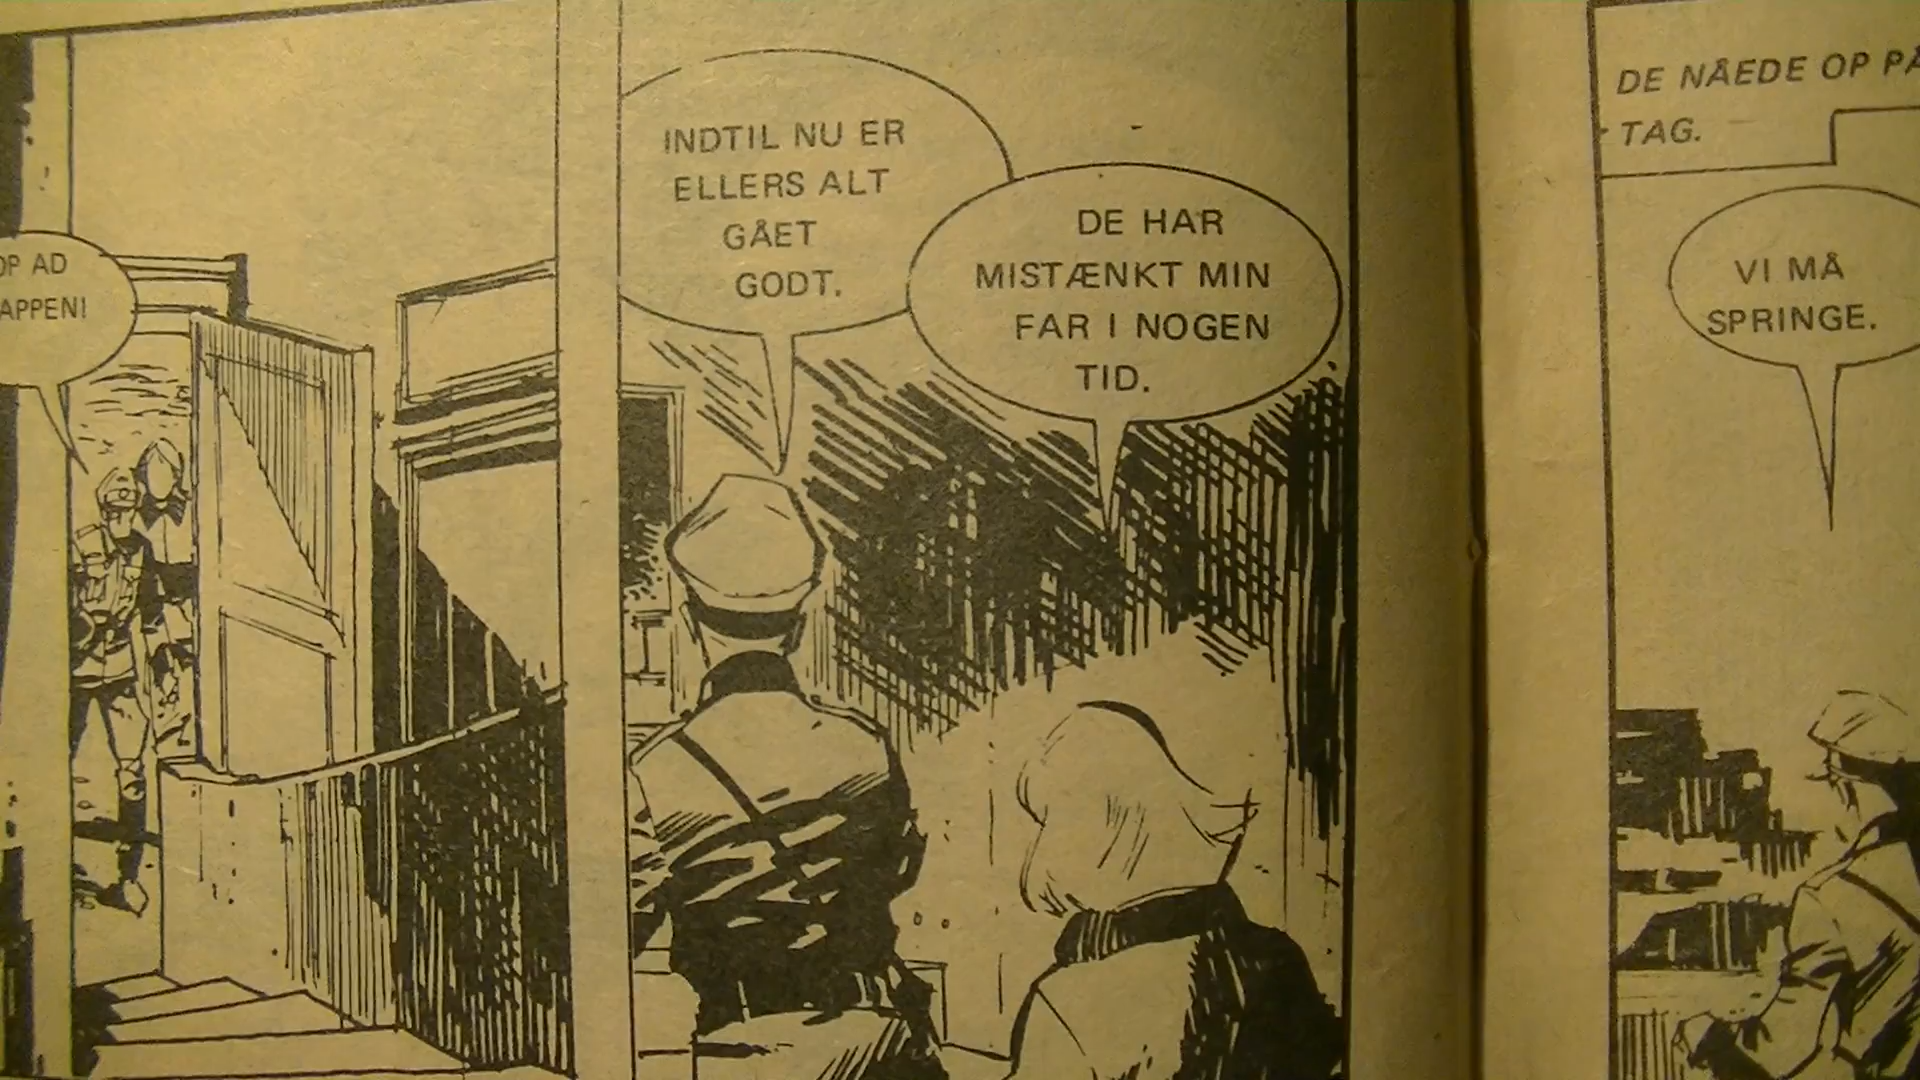 OP AD
APPEN!
INDTIL NU ER
ELLERS ALT
GÅET
GODT.
DE HAR
MISTÆNKT MIN
FAR I NOGEN
TID.
DE NÅEDE OP PÅ
TAG.
VI MÅ
SPRINGE.